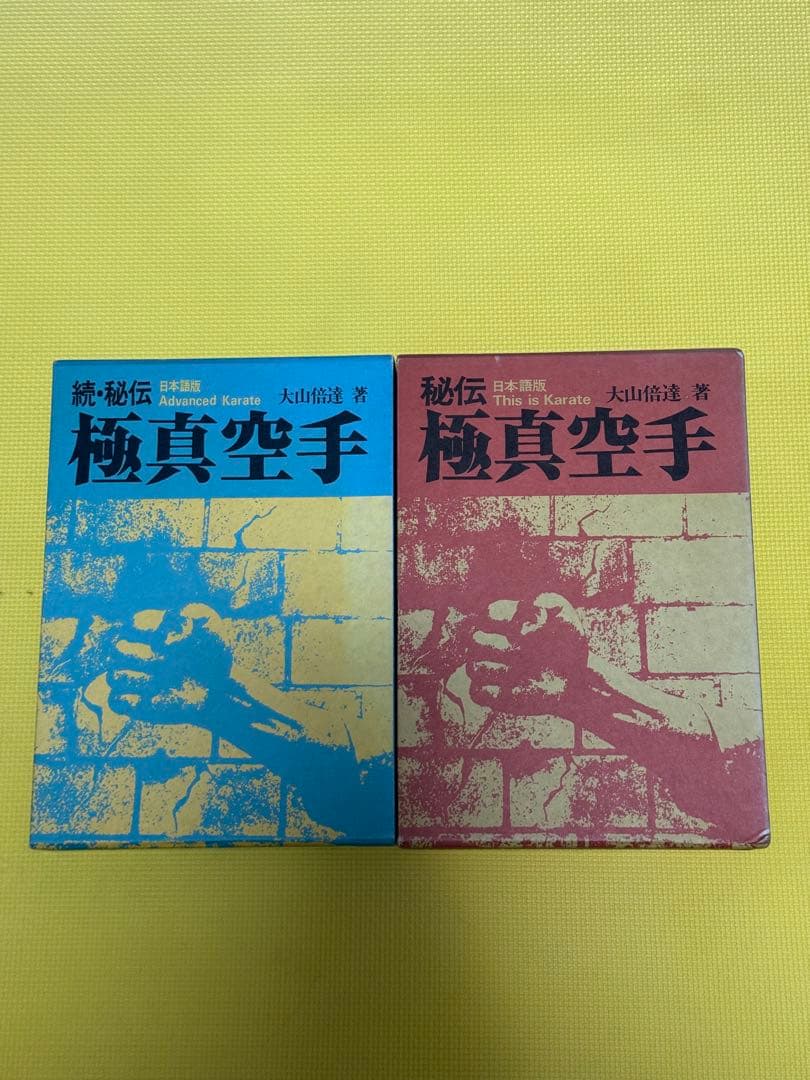 続・秘伝 日本語版 Advanced Karate 大山倍達 著
極真空手
秘伝 日本語版 This is Karate 大山倍達 著
極真空手